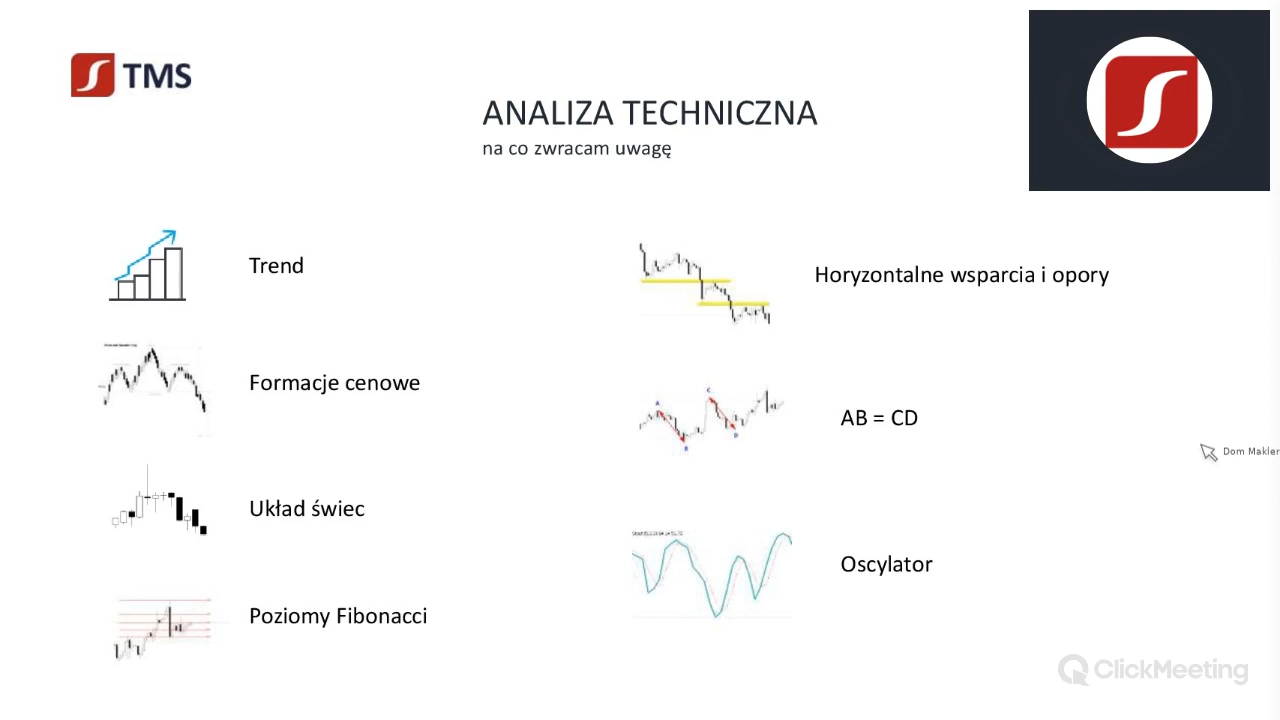 TMS
ANALIZA TECHNICZNA
na co zwracam uwagę
Trend
Horyzontalne wsparcia i opory
Formacje cenowe
A
B
C
D
AB = CD
Dom Makler
Układ świec
Oscylator
Poziomy Fibonacci
ClickMeeting